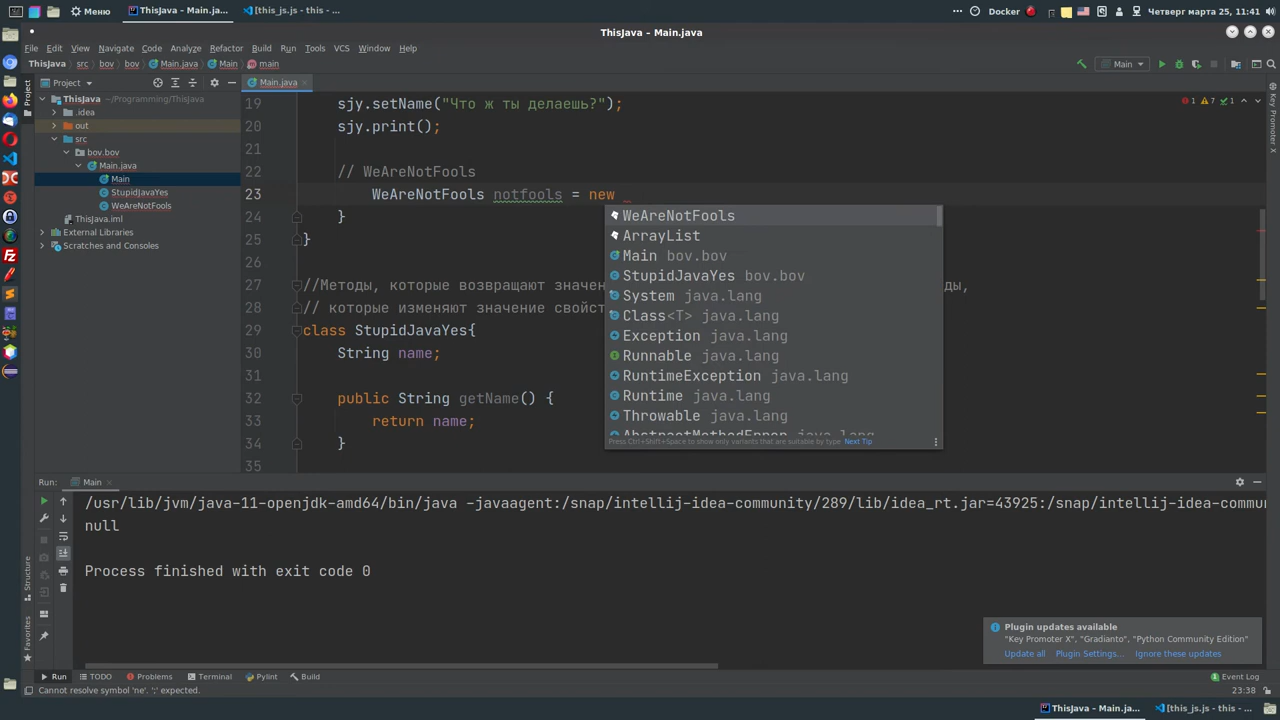 Меню
ThisJava – Main.ja...
[this_js.js - this - ...
Docker
Четверг марта 25, 11:41
ThisJava – Main.java
File Edit View Navigate Code Analyze Refactor Build Run Tools VCS Window Help
ThisJava src bov bov Main.java Main main
Main
Project
Main.java
Project
Key Promoter X
ThisJava ~/Programming/ThisJava
.idea
out
src
bov.bov
Main.java
Main
StupidJavaYes
WeAreNotFools
ThisJava.iml
External Libraries
Scratches and Consoles
1 7 1
19 sjy.setName("Что ж ты делаешь?");
20 sjy.print();
21
22 // WeAreNotFools
23 WeAreNotFools notfools = new
24 }
25 }
26
27 //Методы, которые возвращают значен ды,
28 // которые изменяют значение свойст
29 class StupidJavaYes{
30 String name;
31
32 public String getName() {
33 return name;
34 }
35
WeAreNotFools
ArrayList
Main bov.bov
StupidJavaYes bov.bov
System java.lang
Class<T> java.lang
Exception java.lang
Runnable java.lang
RuntimeException java.lang
Runtime java.lang
Throwable java.lang
AbstractMethodError java.lang
Press Ctrl+Shift+Space to show only variants that are suitable by type Next Tip
Run: Main
/usr/lib/jvm/java-11-openjdk-amd64/bin/java -javaagent:/snap/intellij-idea-community/289/lib/idea_rt.jar=43925:/snap/intellij-idea-commu
null
Process finished with exit code 0
Structure
Favorites
Plugin updates available
"Key Promoter X", "Gradianto", "Python Community Edition"
Update all Plugin Settings... Ignore these updates
Run TODO Problems Terminal Pylint Build Event Log
Cannot resolve symbol 'ne'. ';' expected.
23:38
ThisJava – Main.ja...
[this_js.js - this - ...